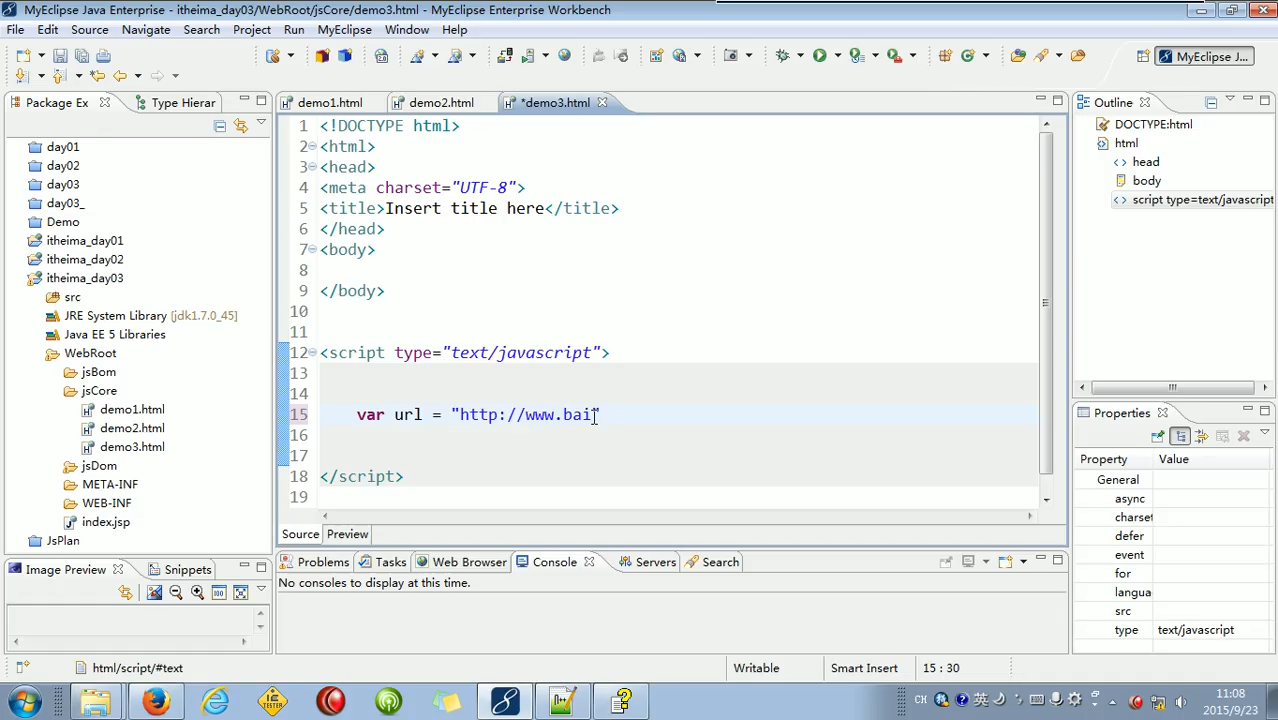 MyEclipse Java Enterprise - itheima_day03/WebRoot/jsCore/demo3.html - MyEclipse Enterprise Workbench
File Edit Source Navigate Search Project Run MyEclipse Window Help
MyEclipse J...
Package Ex
Type Hierar
demo1.html
demo2.html
*demo3.html
Outline
day01
day02
day03
day03_
Demo
itheima_day01
itheima_day02
itheima_day03
src
JRE System Library [jdk1.7.0_45]
Java EE 5 Libraries
WebRoot
jsBom
jsCore
demo1.html
demo2.html
demo3.html
jsDom
META-INF
WEB-INF
index.jsp
JsPlan
1 <!DOCTYPE html>
2 <html>
3 <head>
4 <meta charset="UTF-8">
5 <title>Insert title here</title>
6 </head>
7 <body>
8
9 </body>
10
11
12 <script type="text/javascript">
13
14
15 var url = "http://www.bai"
16
17
18 </script>
19
Source Preview
DOCTYPE:html
html
head
body
script type=text/javascript
Properties
Property Value
General
async
charset
defer
event
for
langua
src
type text/javascript
Image Preview
Snippets
Problems Tasks Web Browser Console Servers Search
No consoles to display at this time.
html/script/#text
Writable
Smart Insert
15 : 30
CH
英
11:08
2015/9/23